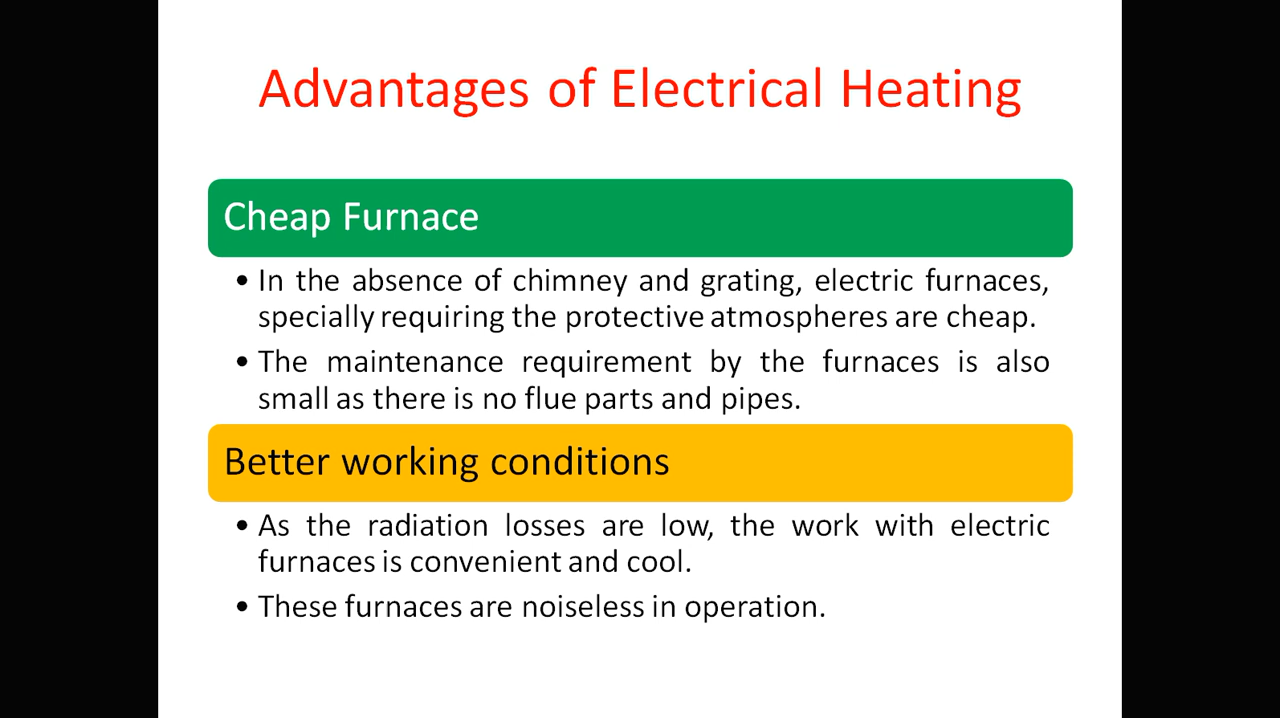 Advantages of Electrical Heating
Cheap Furnace
• In the absence of chimney and grating, electric furnaces,
specially requiring the protective atmospheres are cheap.
• The maintenance requirement by the furnaces is also
small as there is no flue parts and pipes.
Better working conditions
• As the radiation losses are low, the work with electric
furnaces is convenient and cool.
• These furnaces are noiseless in operation.